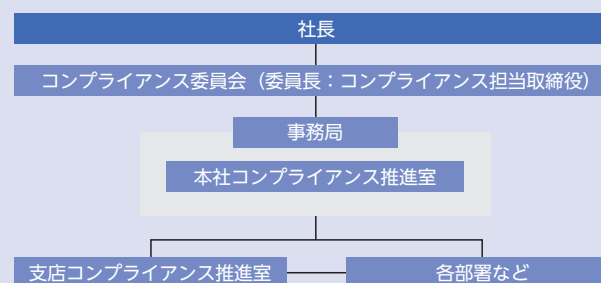 社長
コンプライアンス委員会（委員長：コンプライアンス担当取締役）
事務局
本社コンプライアンス推進室
支店コンプライアンス推進室
各部署など